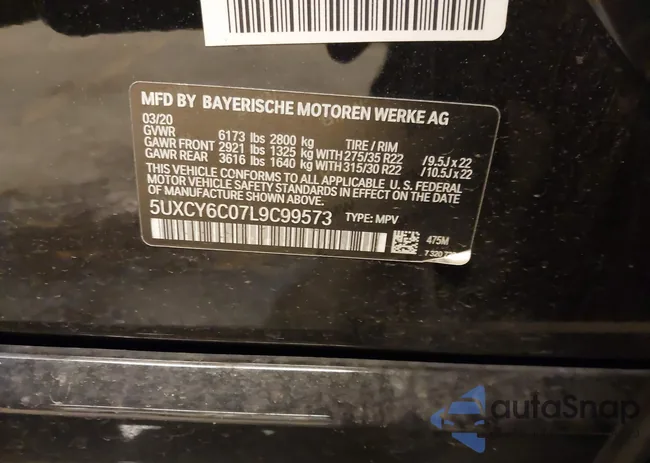 MFD BY BAYERISCHE MOTOREN WERKE AG
03/20
GVWR 6173 lbs 2800 kg TIRE / RIM
GAWR FRONT 2921 lbs 1325 kg WITH 275/35 R22 /9.5J x 22
GAWR REAR 3616 lbs 1640 kg WITH 315/30 R22 /10.5J x 22
THIS VEHICLE CONFORMS TO ALL APPLICABLE U. S. FEDERAL
MOTOR VEHICLE SAFETY STANDARDS IN EFFECT ON THE DATE
OF MANUFACTURE SHOWN ABOVE.
5UXCY6C07L9C99573 TYPE: MPV
475M
7 320
autoSnap